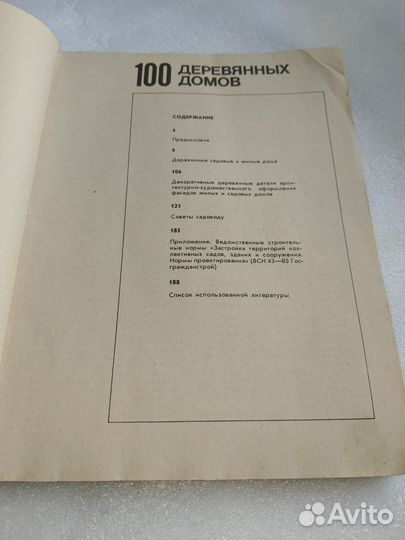 100 ДЕРЕВЯННЫХ
ДОМОВ
СОДЕРЖАНИЕ
4
Предисловие
6
Деревянные садовые и жилые дома
106
Декоративные деревянные детали архи-
тектурно-художественного оформления
фасадов жилых и садовых домов
121
Советы садоводу
183
Приложение. Ведомственные строитель-
ные нормы «Застройка территорий кол-
лективных садов, здания и сооружения.
Нормы проектирования» (ВСН 43—85 Гос-
гражданстрой)
188
Список использованной литературы
Avito